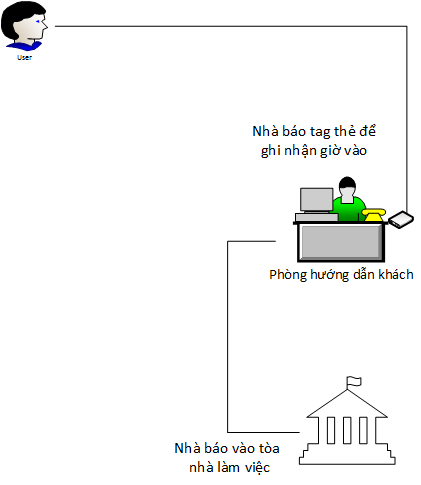 User
Nhà báo tag thẻ để
ghi nhận giờ vào
Phòng hướng dẫn khách
Nhà báo vào tòa
nhà làm việc